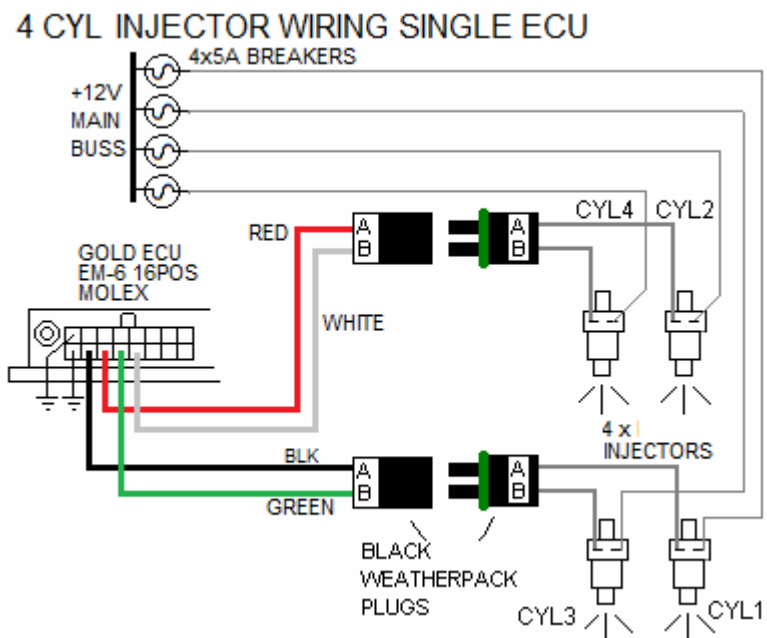 4 CYL INJECTOR WIRING SINGLE ECU
4x5A BREAKERS
+12V
MAIN
BUSS
RED
A
B
A
B
CYL4
CYL2
GOLD ECU
EM-6 16POS
MOLEX
WHITE
4 x
INJECTORS
BLK
A
B
A
B
GREEN
BLACK
WEATHERPACK
PLUGS
CYL3
CYL1